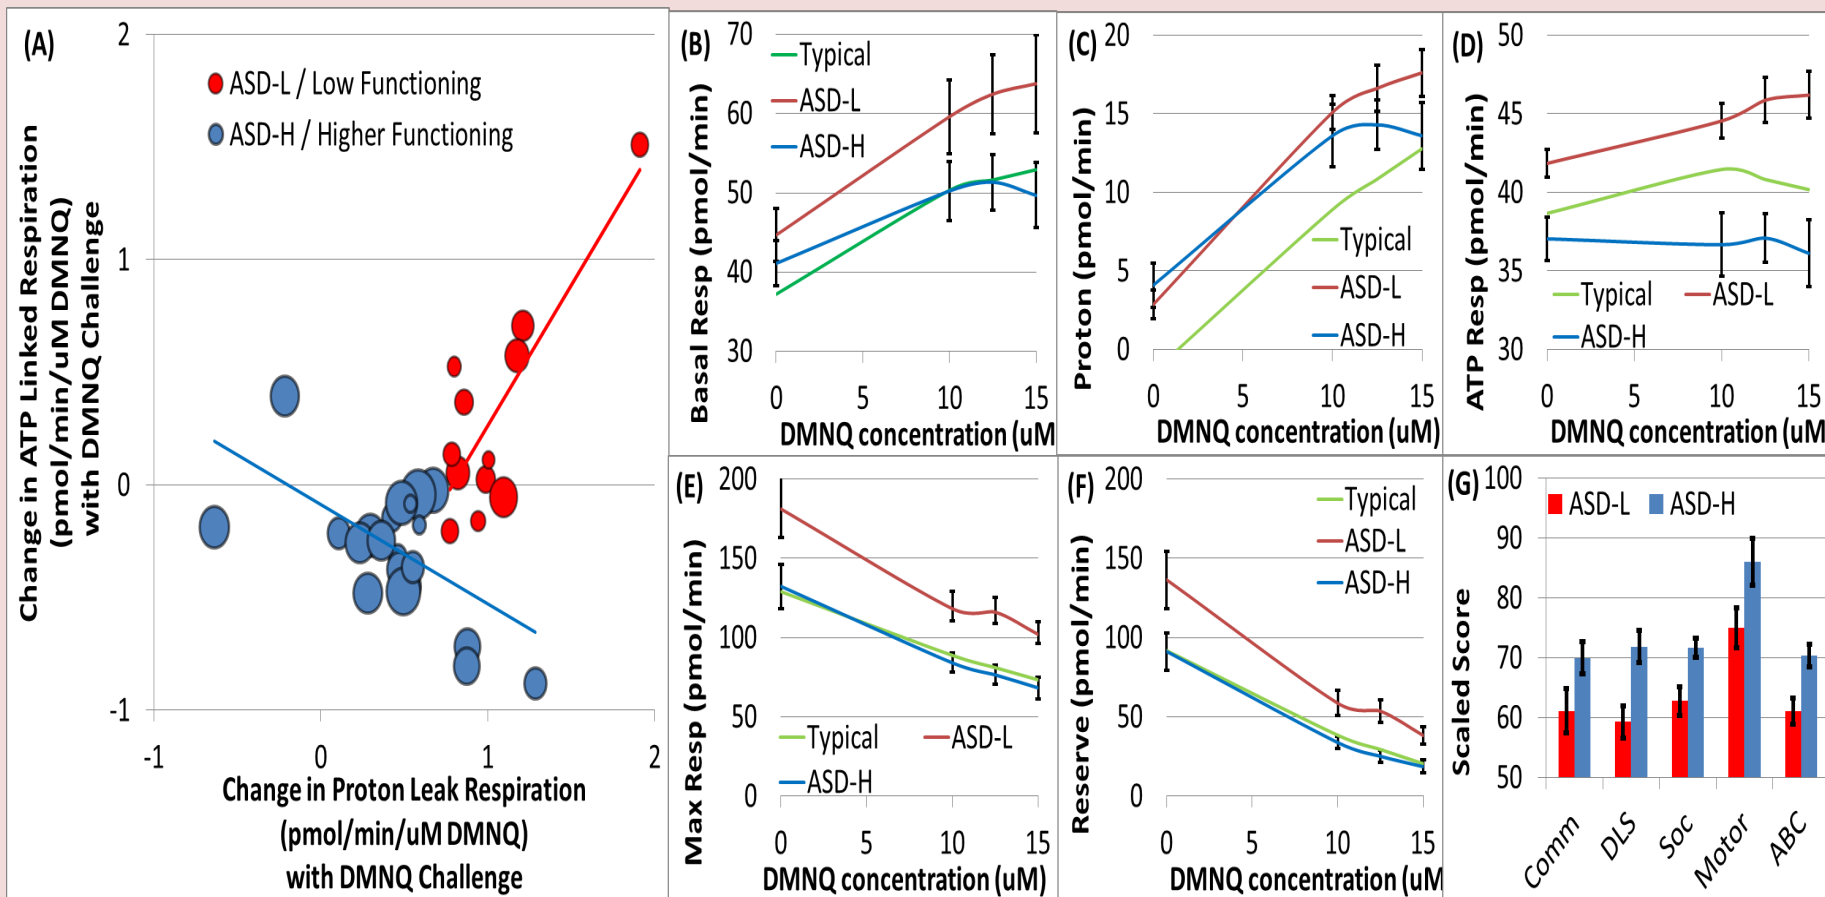 (A)
2
1
0
-1
-1
0
1
2
ASD-L / Low Functioning
ASD-H / Higher Functioning
Change in ATP Linked Respiration
(pmol/min/uM DMNQ)
with DMNQ Challenge
Change in Proton Leak Respiration
(pmol/min/uM DMNQ)
with DMNQ Challenge
(B)
70
60
50
40
30
0
5
10
15
Typical
ASD-L
ASD-H
Basal Resp (pmol/min)
DMNQ concentration (uM
(C)
20
15
10
5
0
0
5
10
15
Typical
ASD-L
ASD-H
Proton (pmol/min)
DMNQ concentration (uM)
(D)
50
45
40
35
30
0
5
10
15
Typical
ASD-L
ASD-H
ATP Resp (pmol/min)
DMNQ concentration (uM)
(E)
200
150
100
50
0
0
5
10
15
Typical
ASD-L
ASD-H
Max Resp (pmol/min)
DMNQ concentration (uM)
(F)
200
150
100
50
0
0
5
10
15
Typical
ASD-L
ASD-H
Reserve (pmol/min)
DMNQ concentration (uM)
(G)
100
90
80
70
60
50
ASD-L
ASD-H
Scaled Score
Comm
DLS
Soc
Motor
ABC